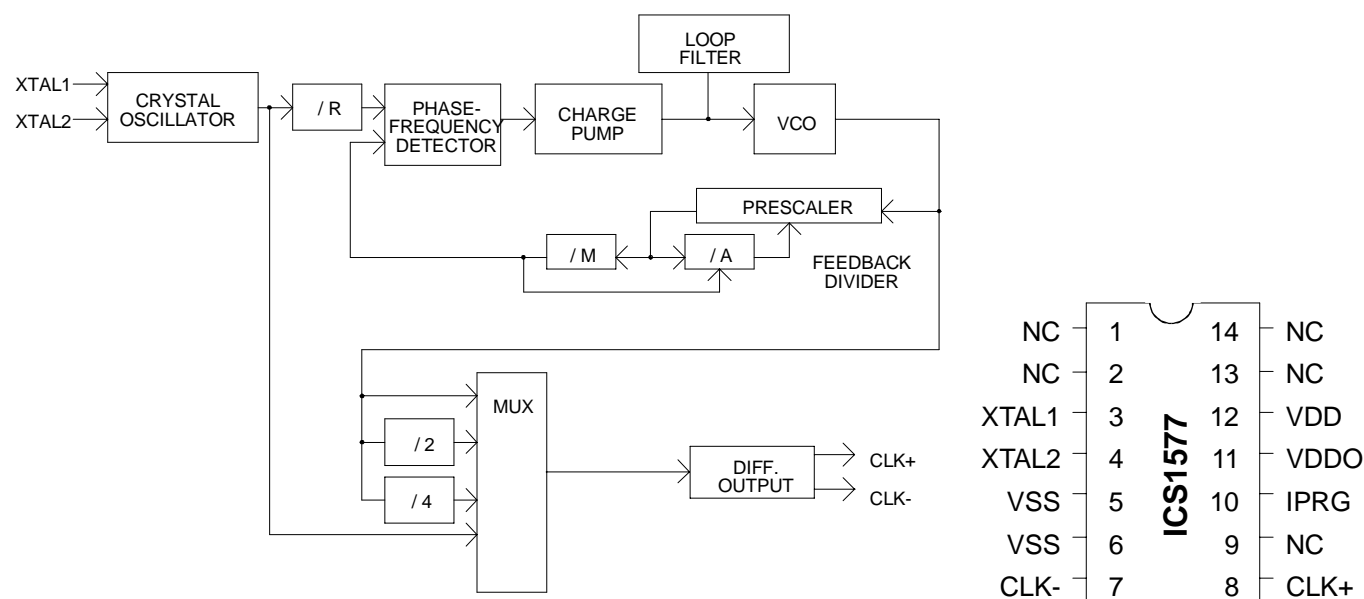 LOOP
FILTER
XTAL1
XTAL2
CRYSTAL
OSCILLATOR
/ R
PHASE-
FREQUENCY
DETECTOR
CHARGE
PUMP
VCO
PRESCALER
/ M
/ A
FEEDBACK
DIVIDER
MUX
/ 2
/ 4
DIFF.
OUTPUT
CLK+
CLK-
ICS1577
NC 1 14 NC
NC 2 13 NC
XTAL1 3 12 VDD
XTAL2 4 11 VDDO
VSS 5 10 IPRG
VSS 6 9 NC
CLK- 7 8 CLK+